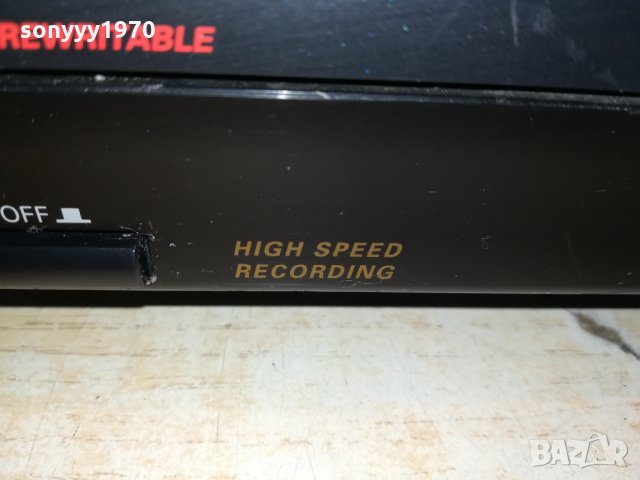 sonyyy1970
REWRITABLE
OFF
HIGH SPEED
RECORDING
BAZAR